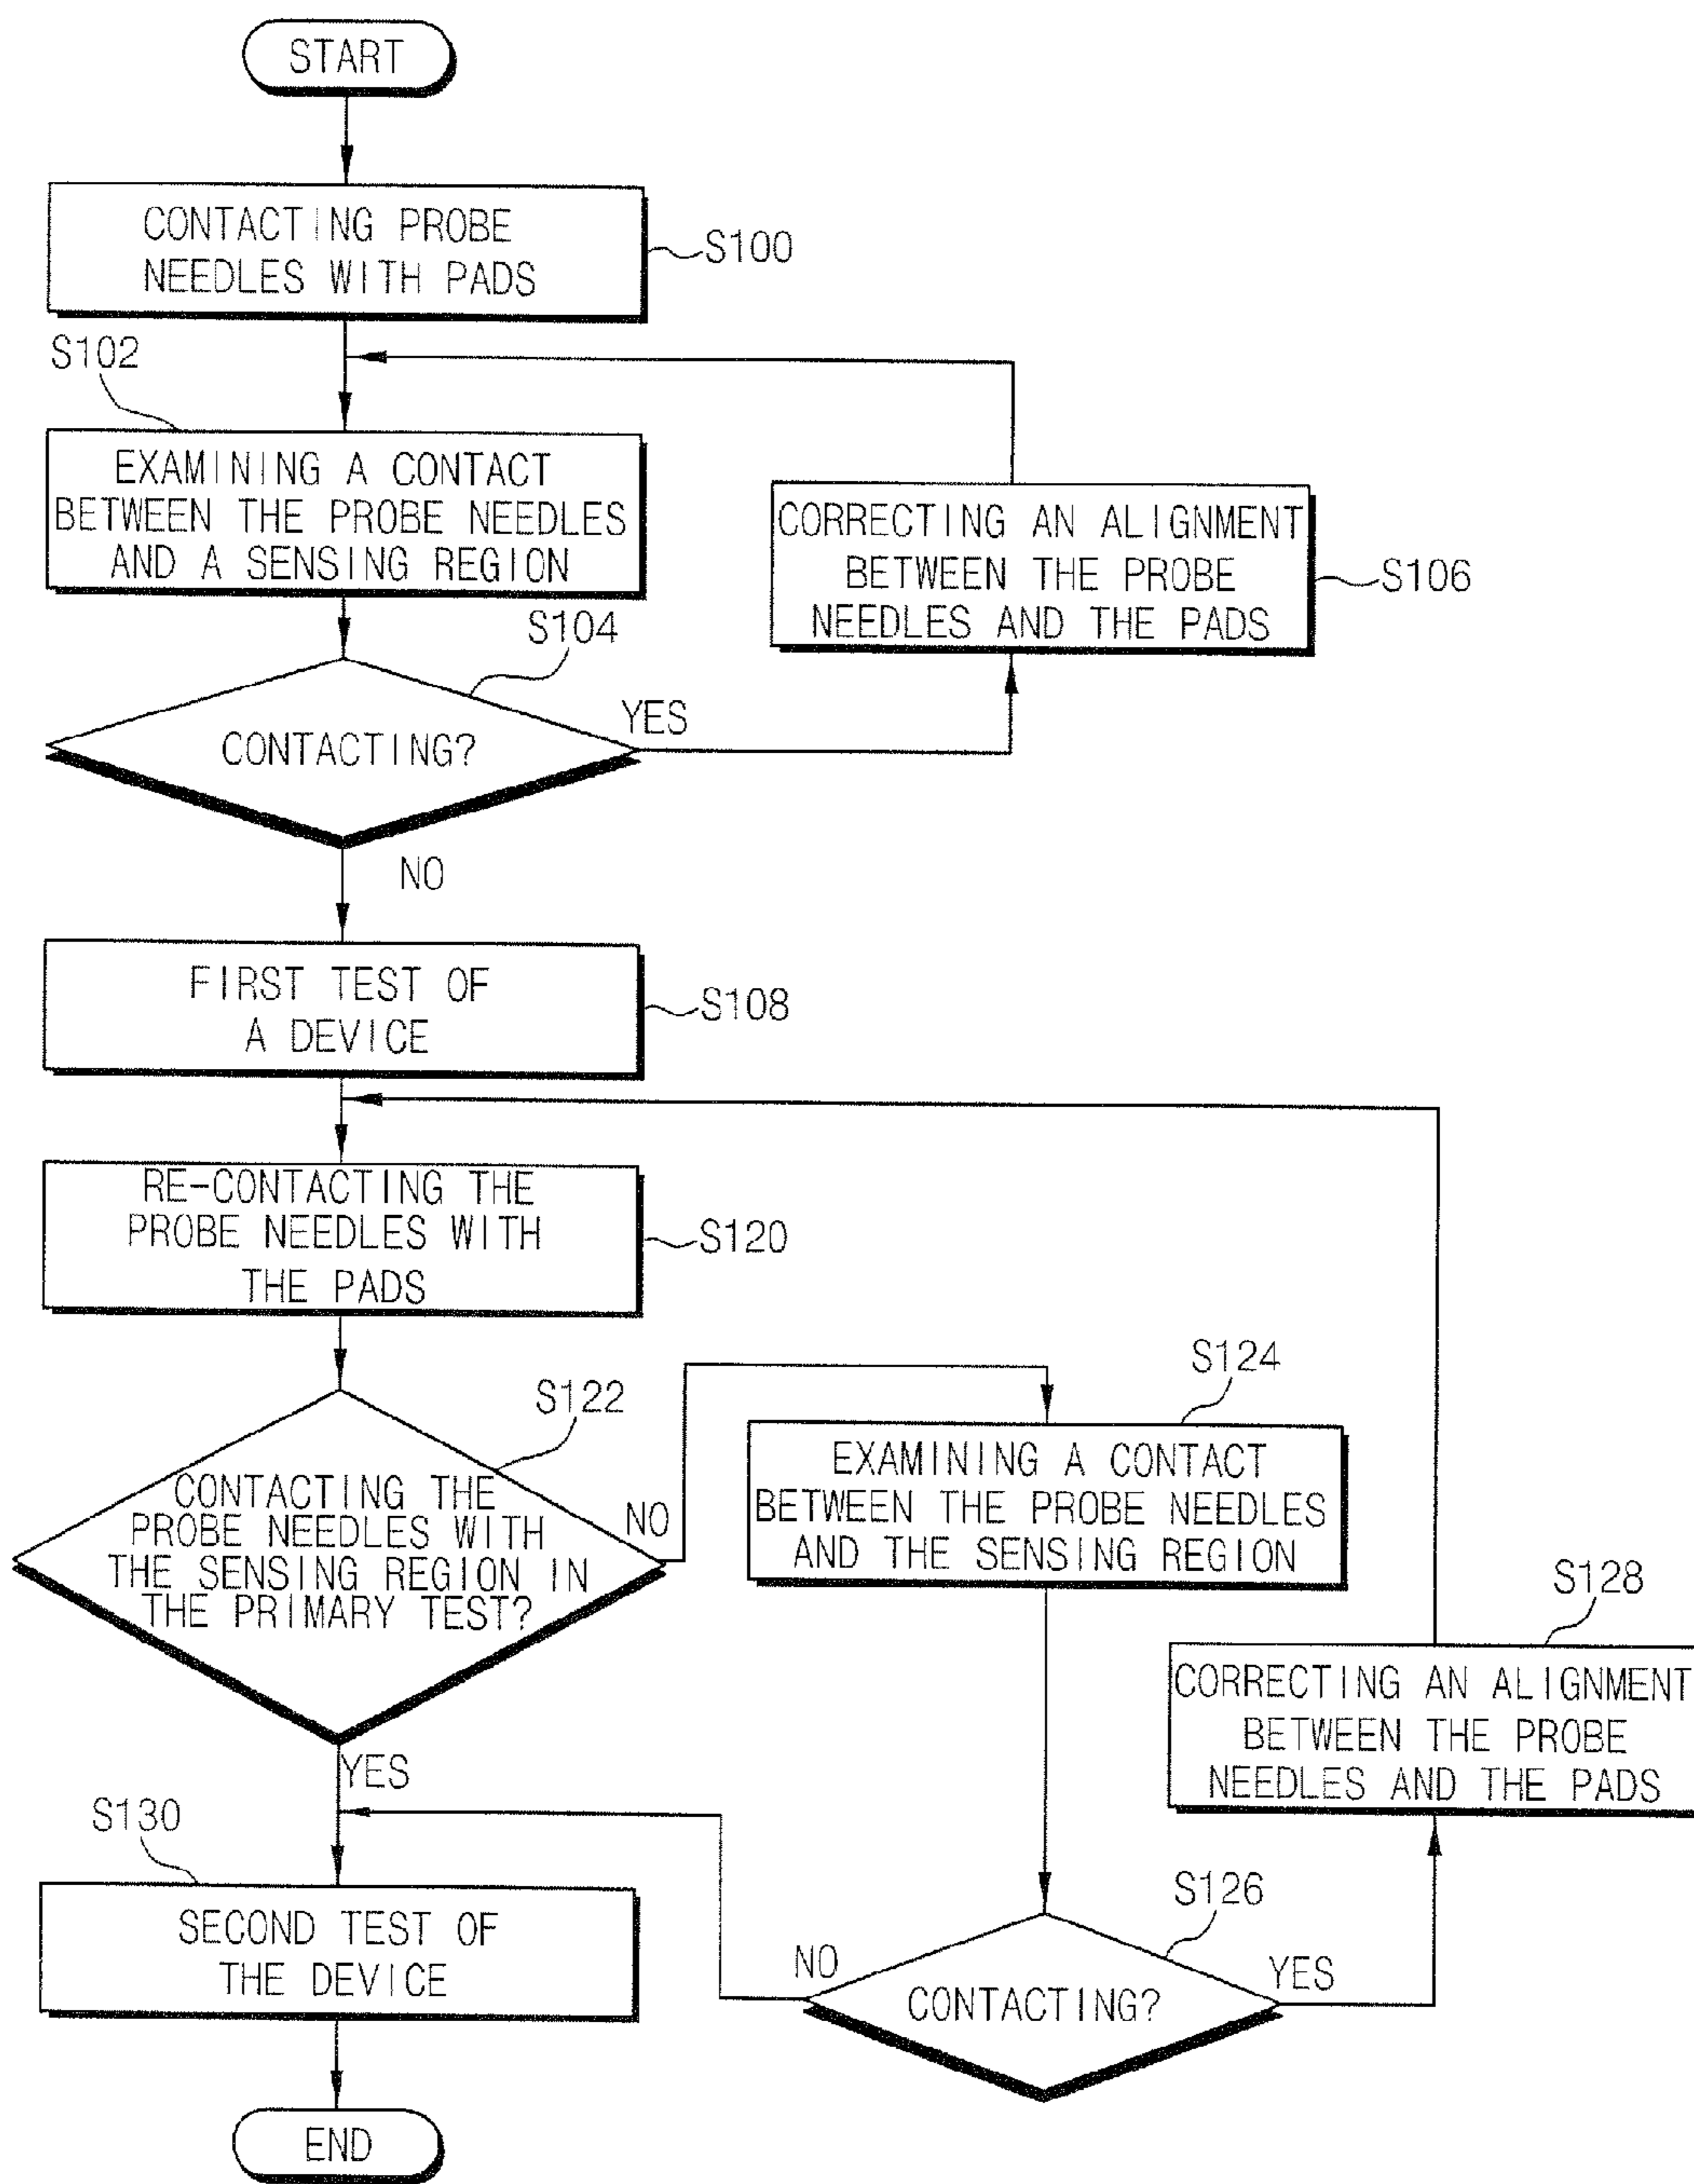 START
CONTACTING PROBE
NEEDLES WITH PADS
S100
S102
EXAMINING A CONTACT
BETWEEN THE PROBE NEEDLES
AND A SENSING REGION
CORRECTING AN ALIGNMENT
BETWEEN THE PROBE
NEEDLES AND THE PADS
S106
S104
CONTACTING?
YES
NO
FIRST TEST OF
A DEVICE
S108
RE-CONTACTING THE
PROBE NEEDLES WITH
THE PADS
S120
S122
CONTACTING THE
PROBE NEEDLES WITH
THE SENSING REGION IN
THE PRIMARY TEST?
NO
YES
S124
EXAMINING A CONTACT
BETWEEN THE PROBE NEEDLES
AND THE SENSING REGION
S128
CORRECTING AN ALIGNMENT
BETWEEN THE PROBE
NEEDLES AND THE PADS
S126
CONTACTING?
NO
YES
S130
SECOND TEST OF
THE DEVICE
END